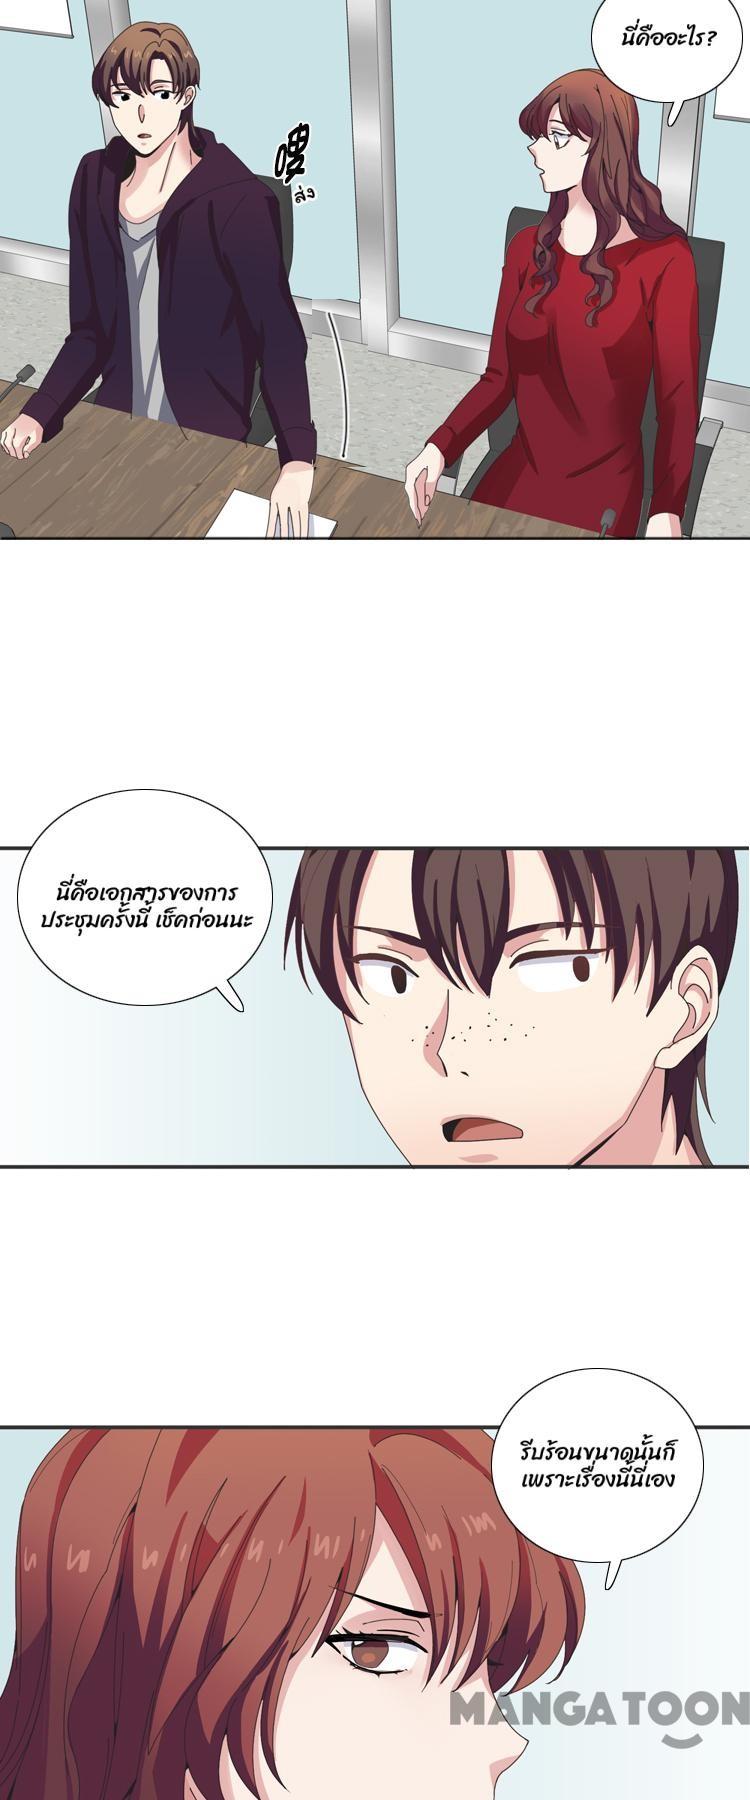 นี่คืออะไร?
嗖
ส่ง
นี่คือเอกสารของการ
ประชุมครั้งนี้ เช็คก่อนนะ
รีบร้อนขนาดนั้นก็
เพราะเรื่องนี้นี่เอง
MANGATOON